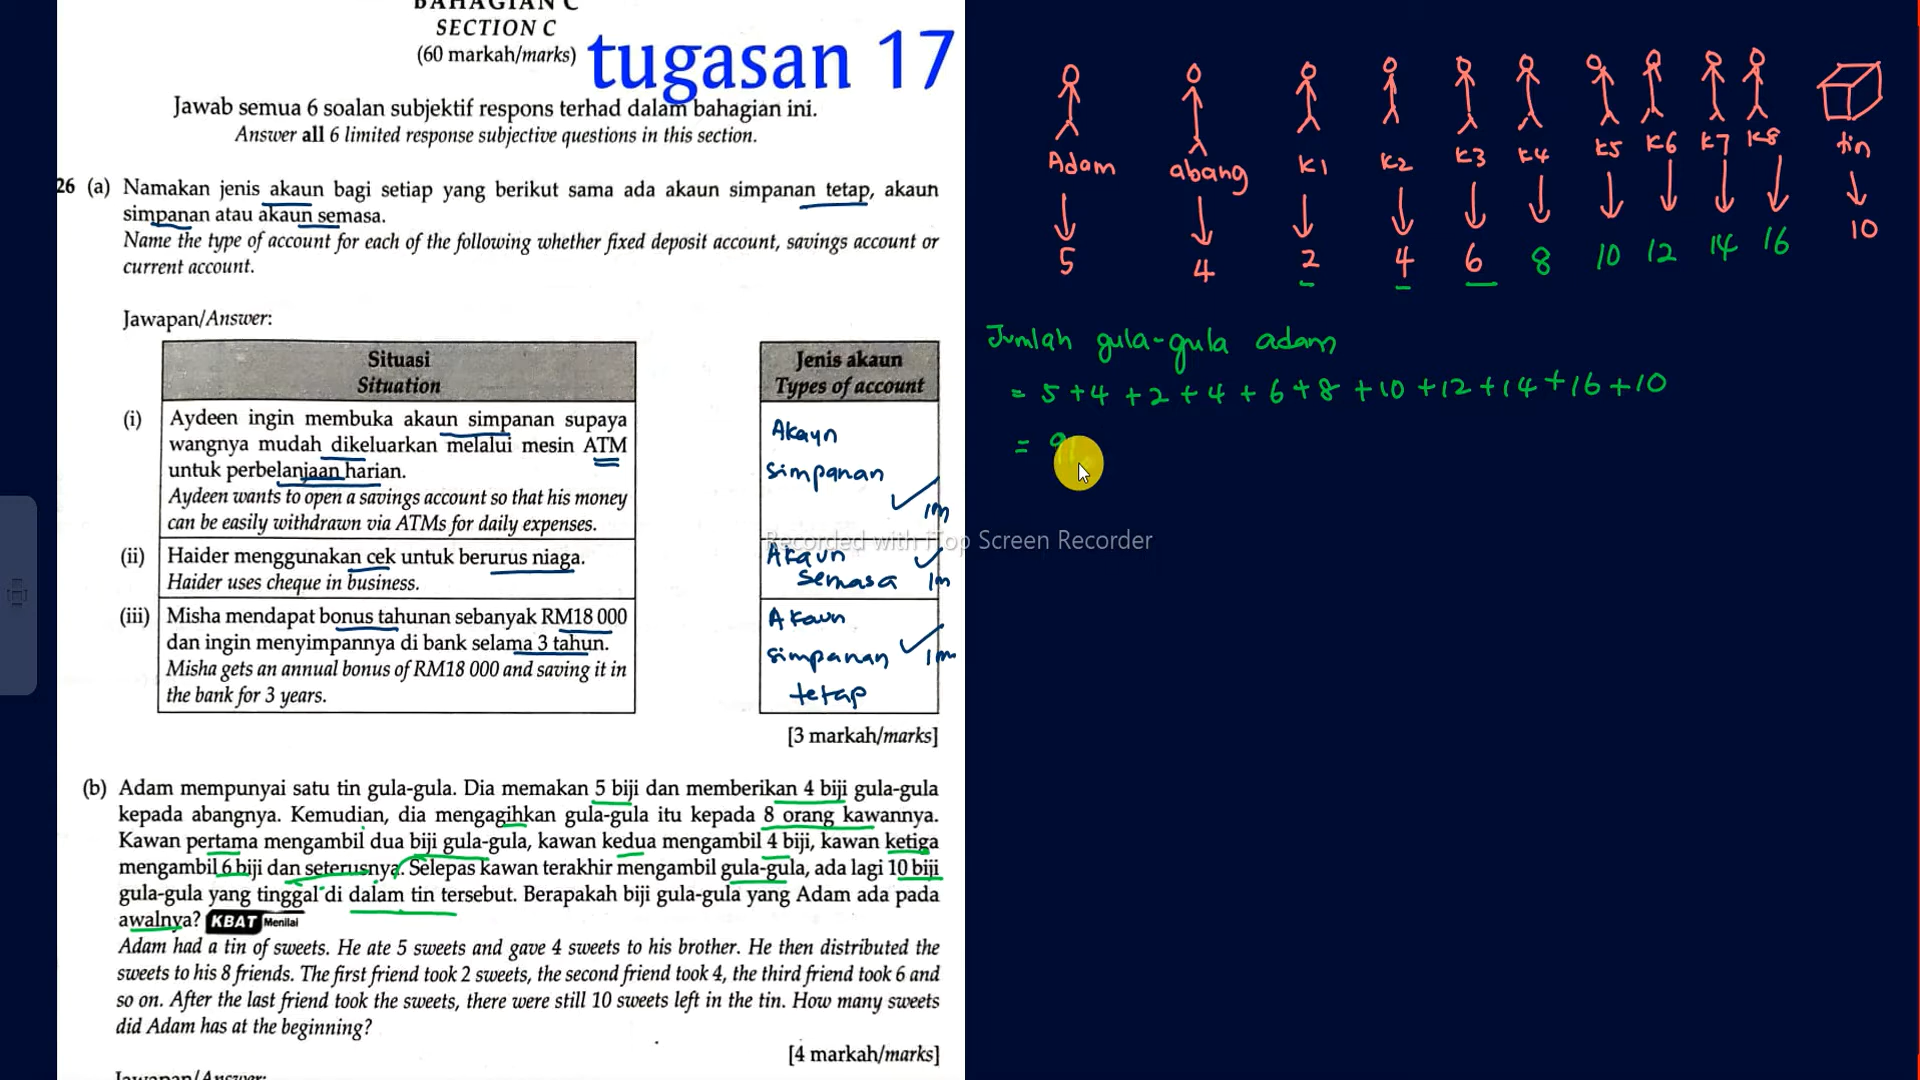 BAHAGIAN C
SECTION C
(60 markah/marks)
tugasan 17
Jawab semua 6 soalan subjektif respons terhad dalam bahagian ini.
Answer all 6 limited response subjective questions in this section.
26 (a) Namakan jenis akaun bagi setiap yang berikut sama ada akaun simpanan tetap, akaun
simpanan atau akaun semasa.
Name the type of account for each of the following whether fixed deposit account, savings account or
current account.
Jawapan/Answer:
Situasi
Situation
Jenis akaun
Types of account
(i) Aydeen ingin membuka akaun simpanan supaya
wangnya mudah dikeluarkan melalui mesin ATM
untuk perbelanjaan harian.
Aydeen wants to open a savings account so that his money
can be easily withdrawn via ATMs for daily expenses.
Akaun
simpanan
1m
(ii) Haider menggunakan cek untuk berurus niaga.
Haider uses cheque in business.
Akaun
semasa 1m
(iii) Misha mendapat bonus tahunan sebanyak RM18 000
dan ingin menyimpannya di bank selama 3 tahun.
Misha gets an annual bonus of RM18 000 and saving it in
the bank for 3 years.
Akaun
simpanan 1m
tetap
[3 markah/marks]
(b) Adam mempunyai satu tin gula-gula. Dia memakan 5 biji dan memberikan 4 biji gula-gula
kepada abangnya. Kemudian, dia mengagihkan gula-gula itu kepada 8 orang kawannya.
Kawan pertama mengambil dua biji gula-gula, kawan kedua mengambil 4 biji, kawan ketiga
mengambil 6 biji dan seterusnya. Selepas kawan terakhir mengambil gula-gula, ada lagi 10 biji
gula-gula yang tinggal di dalam tin tersebut. Berapakah biji gula-gula yang Adam ada pada
awalnya? KBAT Menilai
Adam had a tin of sweets. He ate 5 sweets and gave 4 sweets to his brother. He then distributed the
sweets to his 8 friends. The first friend took 2 sweets, the second friend took 4, the third friend took 6 and
so on. After the last friend took the sweets, there were still 10 sweets left in the tin. How many sweets
did Adam has at the beginning?
[4 markah/marks]
Jawapan/Answer:
Adam abang K1 K2 K3 K4 K5 K6 K7 K8 tin
5 4 2 4 6 8 10 12 14 16 10
Jumlah gula-gula adam
= 5 + 4 + 2 + 4 + 6 + 8 + 10 + 12 + 14 + 16 + 10
= 91
Recorded with iTop Screen Recorder